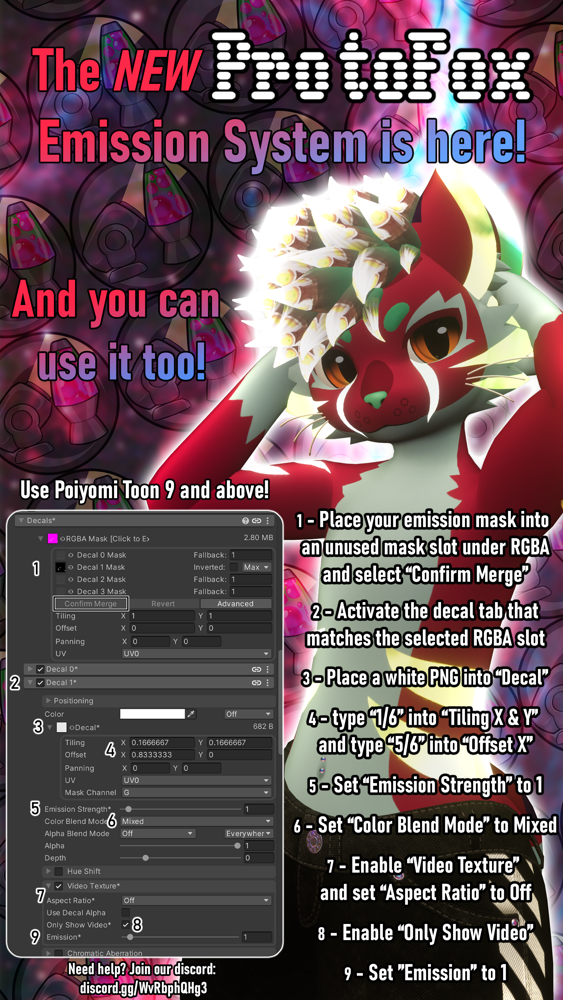 The NEW ProtoFox
Emission System is here!
And you can
use it too!
Use Poiyomi Toon 9 and above!
Decals*
RGBA Mask [Click to E
2.80 MB
1
Decal 0 Mask Fallback: 1
Decal 1 Mask Inverted: Max
Decal 2 Mask Fallback: 1
Decal 3 Mask Fallback: 1
Confirm Merge Revert Advanced
Tiling X 1 Y 1
Offset X 0 Y 0
Panning X 0 Y 0
UV UV0
Decal 0*
2
Decal 1*
Positioning
Color Off
3
Decal* 682 B
4
Tiling X 0.1666667 Y 0.1666667
Offset X 0.8333333 Y 0
Panning X 0 Y 0
UV UV0
Mask Channel G
5
Emission Strength* 1
6
Color Blend Mode Mixed
Alpha Blend Mode Off Everywher
Alpha 1
Depth 0
Hue Shift
7
Video Texture*
Aspect Ratio* Off
Use Decal Alpha
Only Show Video* 8
9
Emission* 1
Chromatic Aberration
Need help? Join our discord:
discord.gg/WvRbphQHg3
1 - Place your emission mask into
an unused mask slot under RGBA
and select “Confirm Merge”
2 - Activate the decal tab that
matches the selected RGBA slot
3 - Place a white PNG into “Decal”
4 - type “1/6” into “Tiling X & Y”
and type “5/6” into “Offset X”
5 - Set “Emission Strength” to 1
6 - Set “Color Blend Mode” to Mixed
7 - Enable “Video Texture”
and set “Aspect Ratio” to Off
8 - Enable “Only Show Video”
9 - Set ”Emission” to 1